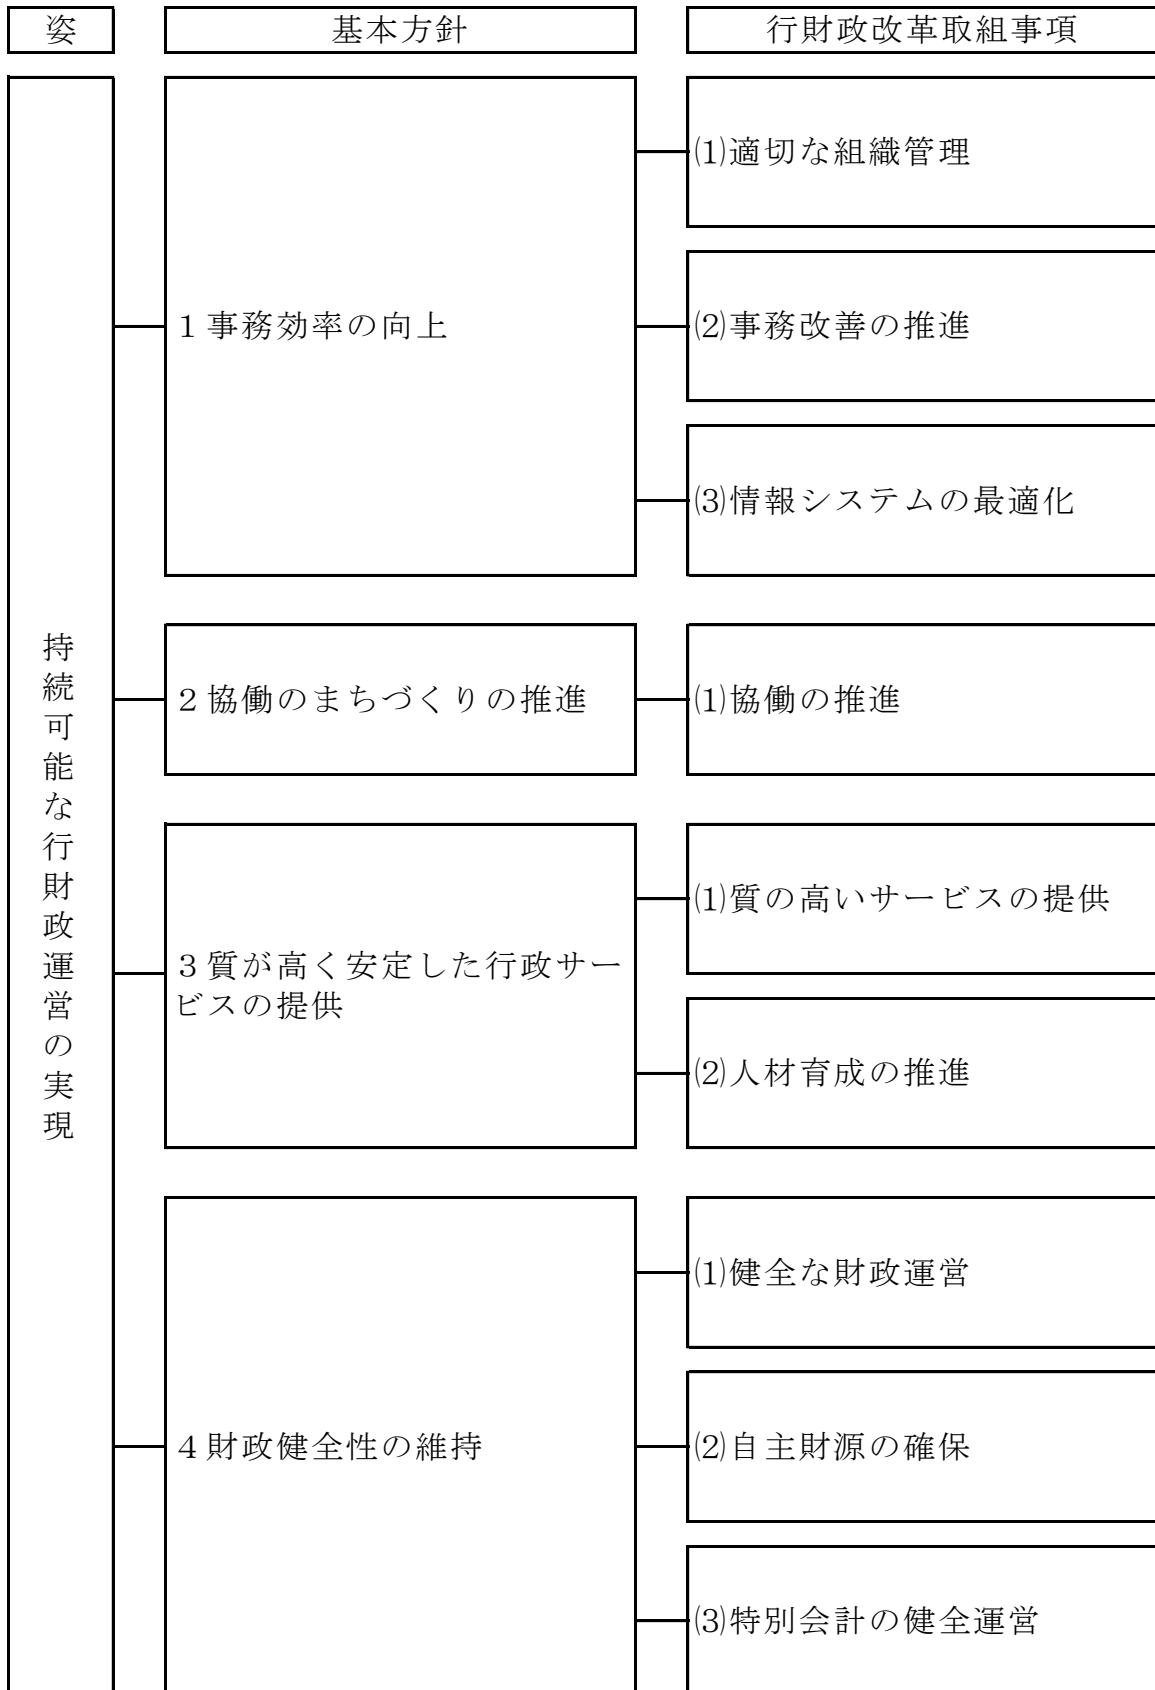 姿
基本方針
行財政改革取組事項
持続可能な行財政運営の実現
１事務効率の向上
⑴適切な組織管理
⑵事務改善の推進
⑶情報システムの最適化
２協働のまちづくりの推進
⑴協働の推進
３質が高く安定した行政サー
ビスの提供
⑴質の高いサービスの提供
⑵人材育成の推進
４財政健全性の維持
⑴健全な財政運営
⑵自主財源の確保
⑶特別会計の健全運営